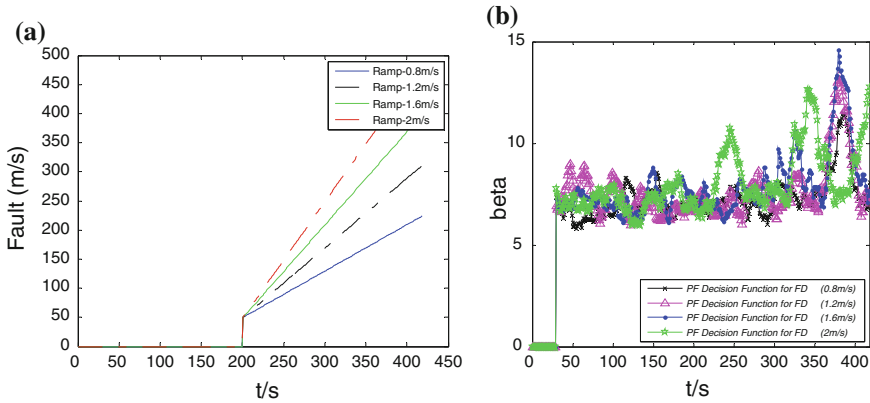 (a)
500
450
400
350
300
250
200
150
100
50
0
Fault (m/s)
0 50 100 150 200 250 300 350 400 450
t/s
Ramp-0.8m/s
Ramp-1.2m/s
Ramp-1.6m/s
Ramp-2m/s
(b)
15
10
5
0
beta
0 50 100 150 200 250 300 350 400
t/s
PF Decision Function for FD (0.8m/s)
PF Decision Function for FD (1.2m/s)
PF Decision Function for FD (1.6m/s)
PF Decision Function for FD (2m/s)